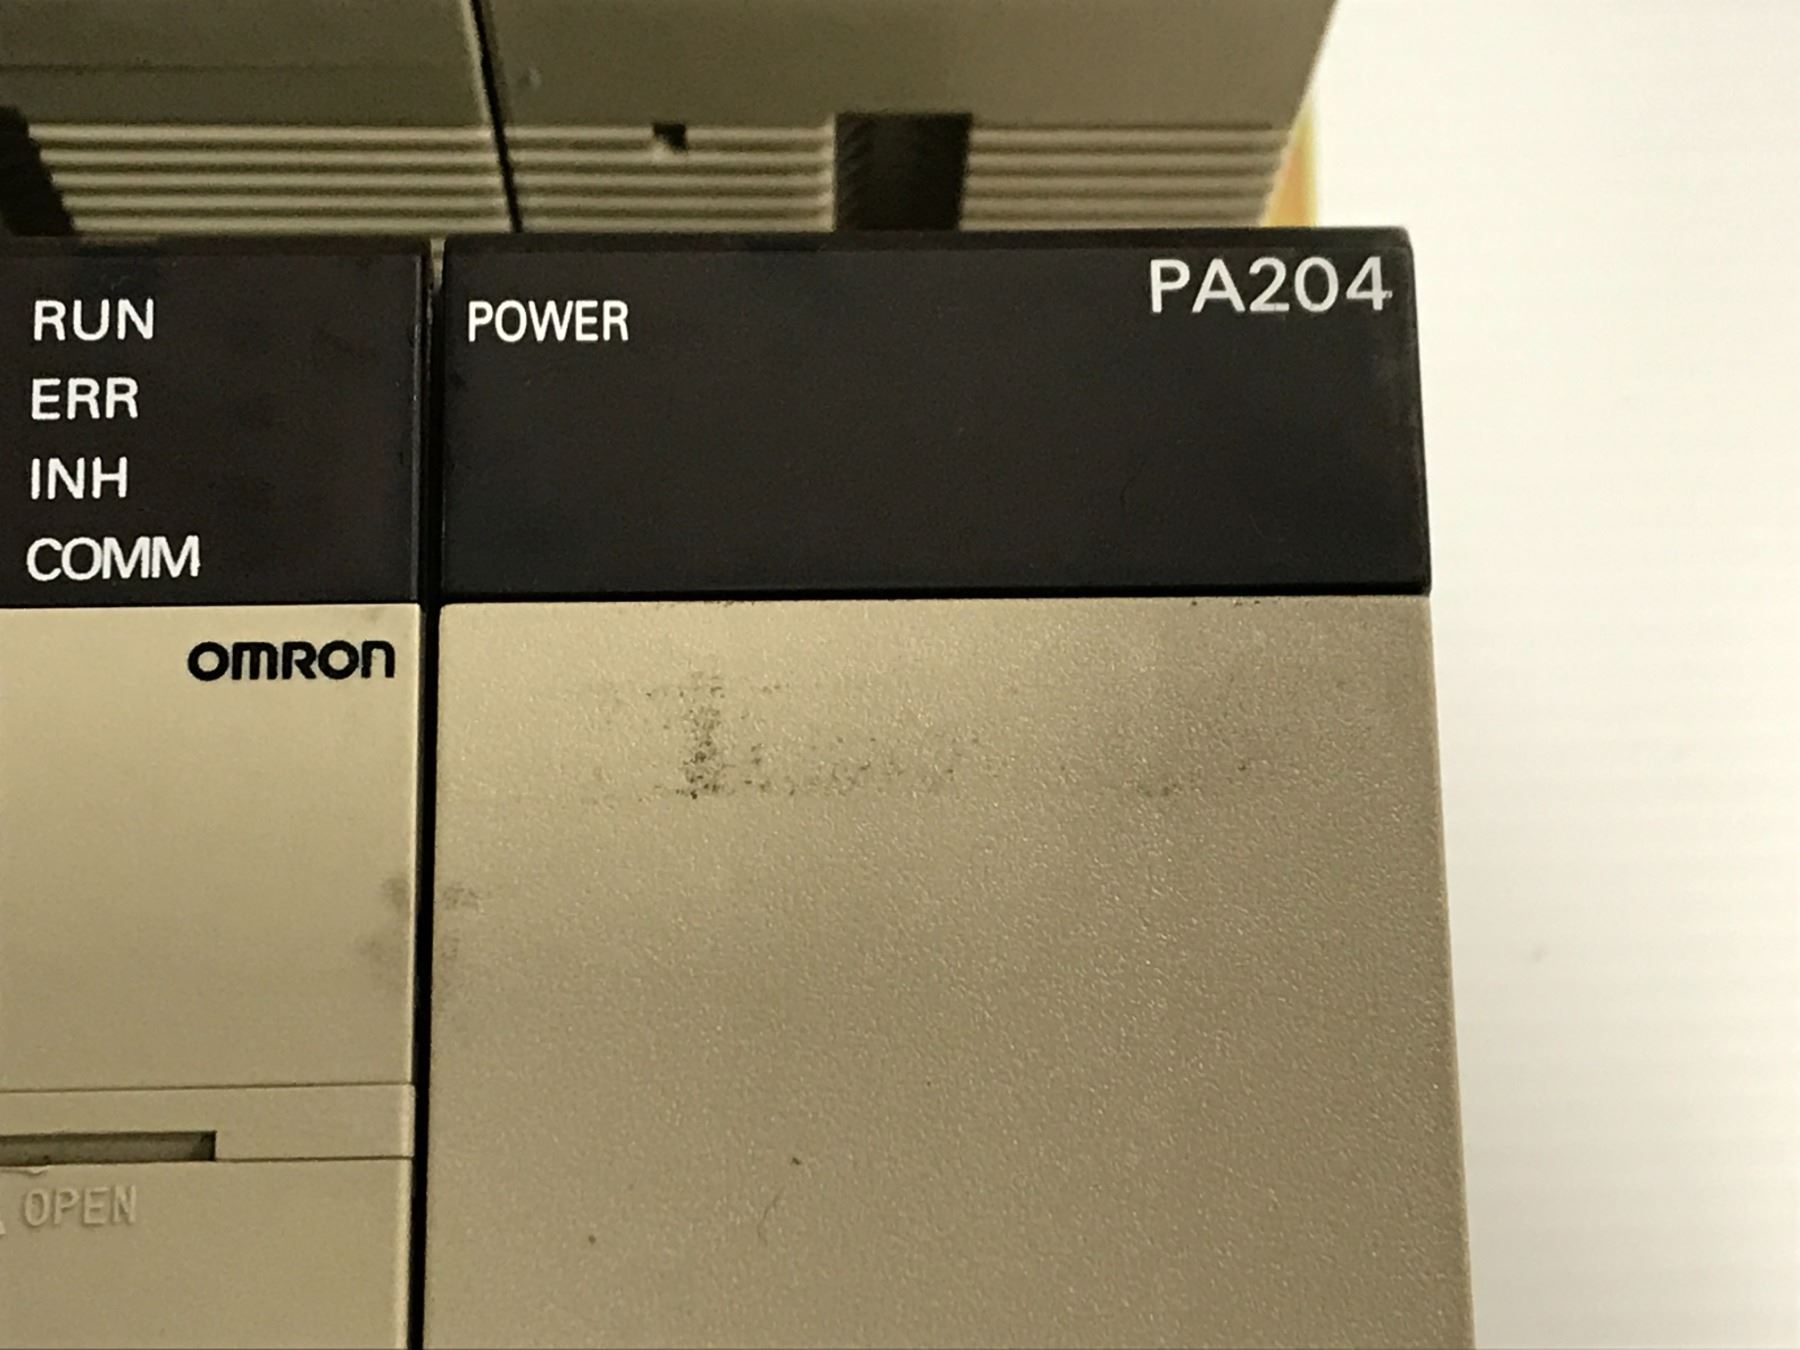 RUN
ERR
INH
COMM
POWER
PA204
OMRON
OPEN